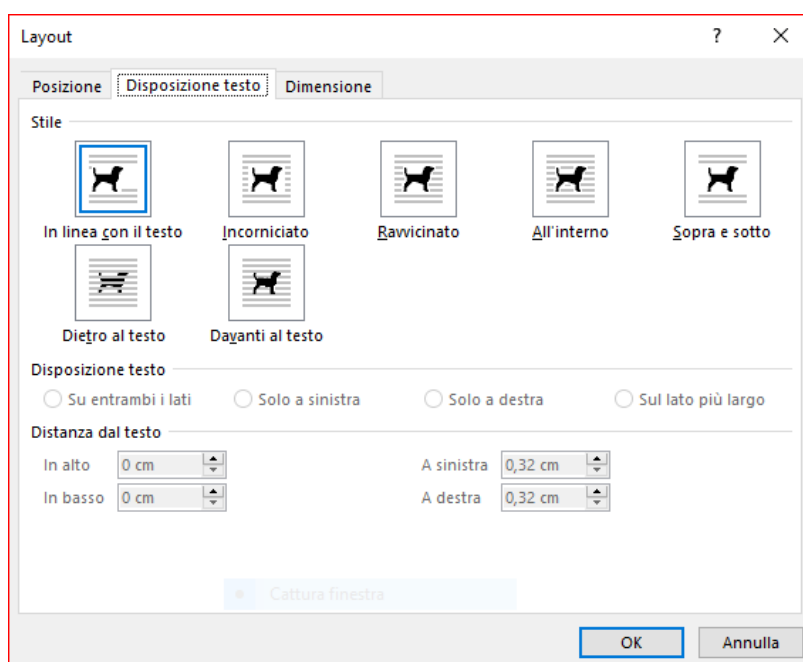 Layout ?
Posizione Disposizione testo Dimensione
Stile
In linea con il testo Incorniciato Ravvicinato All'interno Sopra e sotto
Dietro al testo Davanti al testo
Disposizione testo
Su entrambi i lati Solo a sinistra Solo a destra Sul lato più largo
Distanza dal testo
In alto 0 cm A sinistra 0,32 cm
In basso 0 cm A destra 0,32 cm
Cattura finestra
OK Annulla